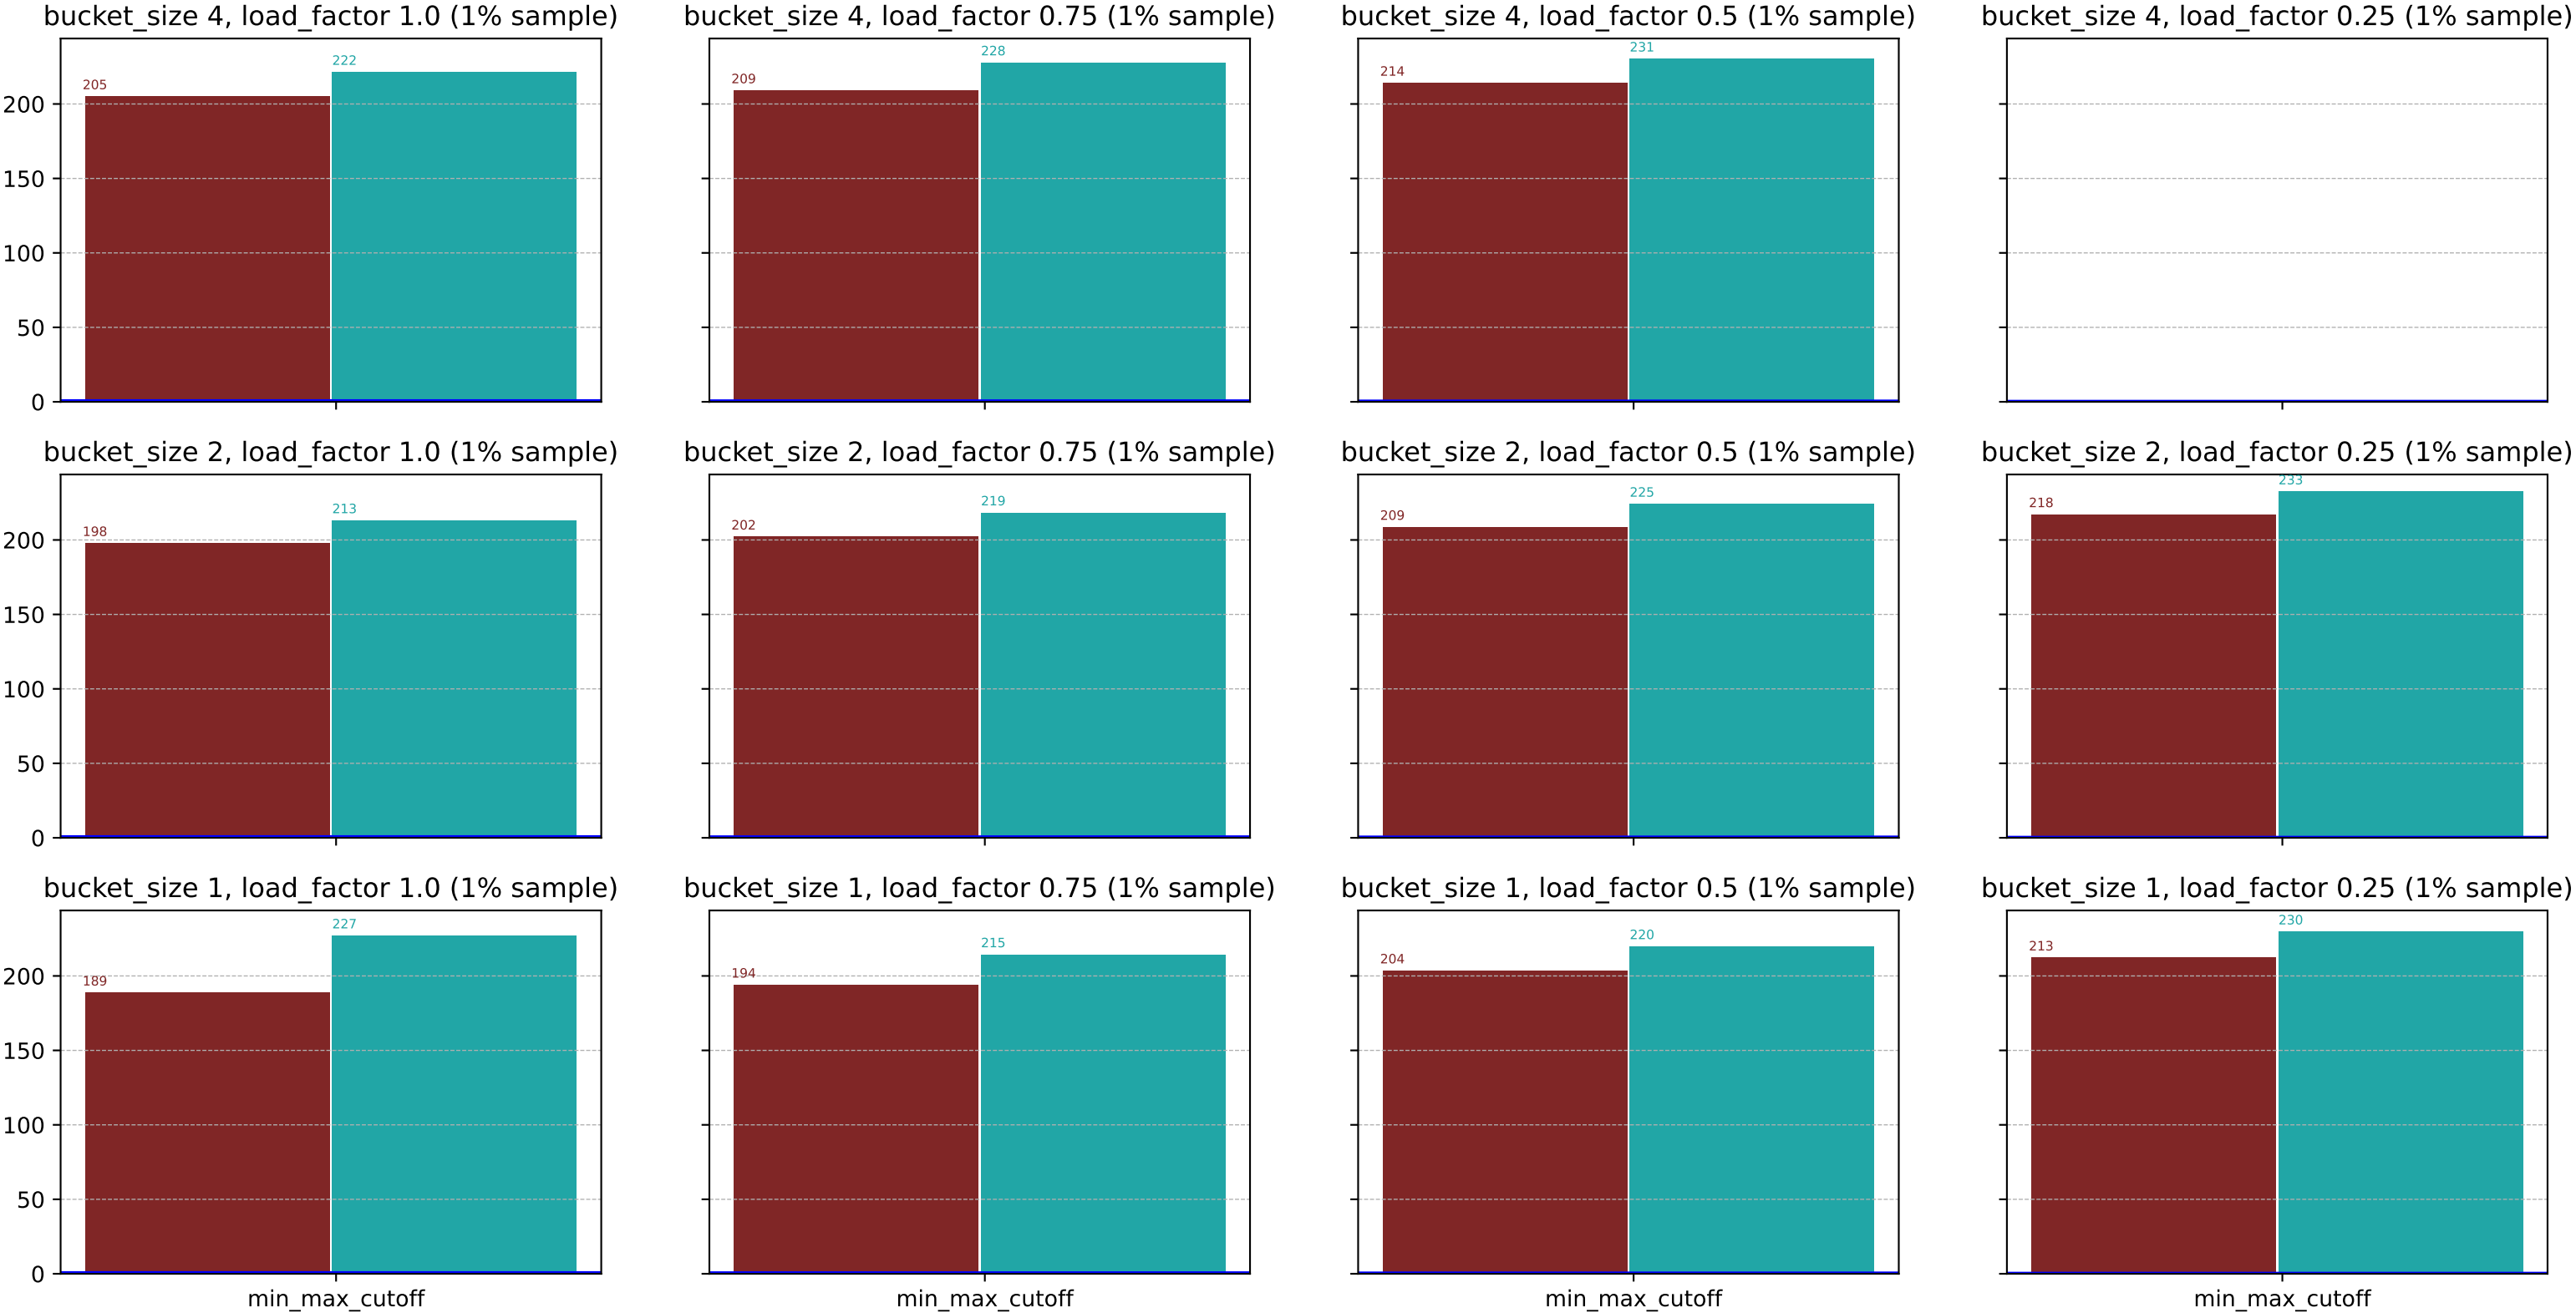 bucket_size 4, load_factor 1.0 (1% sample)
bucket_size 4, load_factor 0.75 (1% sample)
bucket_size 4, load_factor 0.5 (1% sample)
bucket_size 4, load_factor 0.25 (1% sample)
205
222
209
228
214
231
200
150
100
50
0
bucket_size 2, load_factor 1.0 (1% sample)
bucket_size 2, load_factor 0.75 (1% sample)
bucket_size 2, load_factor 0.5 (1% sample)
bucket_size 2, load_factor 0.25 (1% sample)
198
213
202
219
209
225
218
233
200
150
100
50
0
bucket_size 1, load_factor 1.0 (1% sample)
bucket_size 1, load_factor 0.75 (1% sample)
bucket_size 1, load_factor 0.5 (1% sample)
bucket_size 1, load_factor 0.25 (1% sample)
189
227
194
215
204
220
213
230
200
150
100
50
0
min_max_cutoff
min_max_cutoff
min_max_cutoff
min_max_cutoff